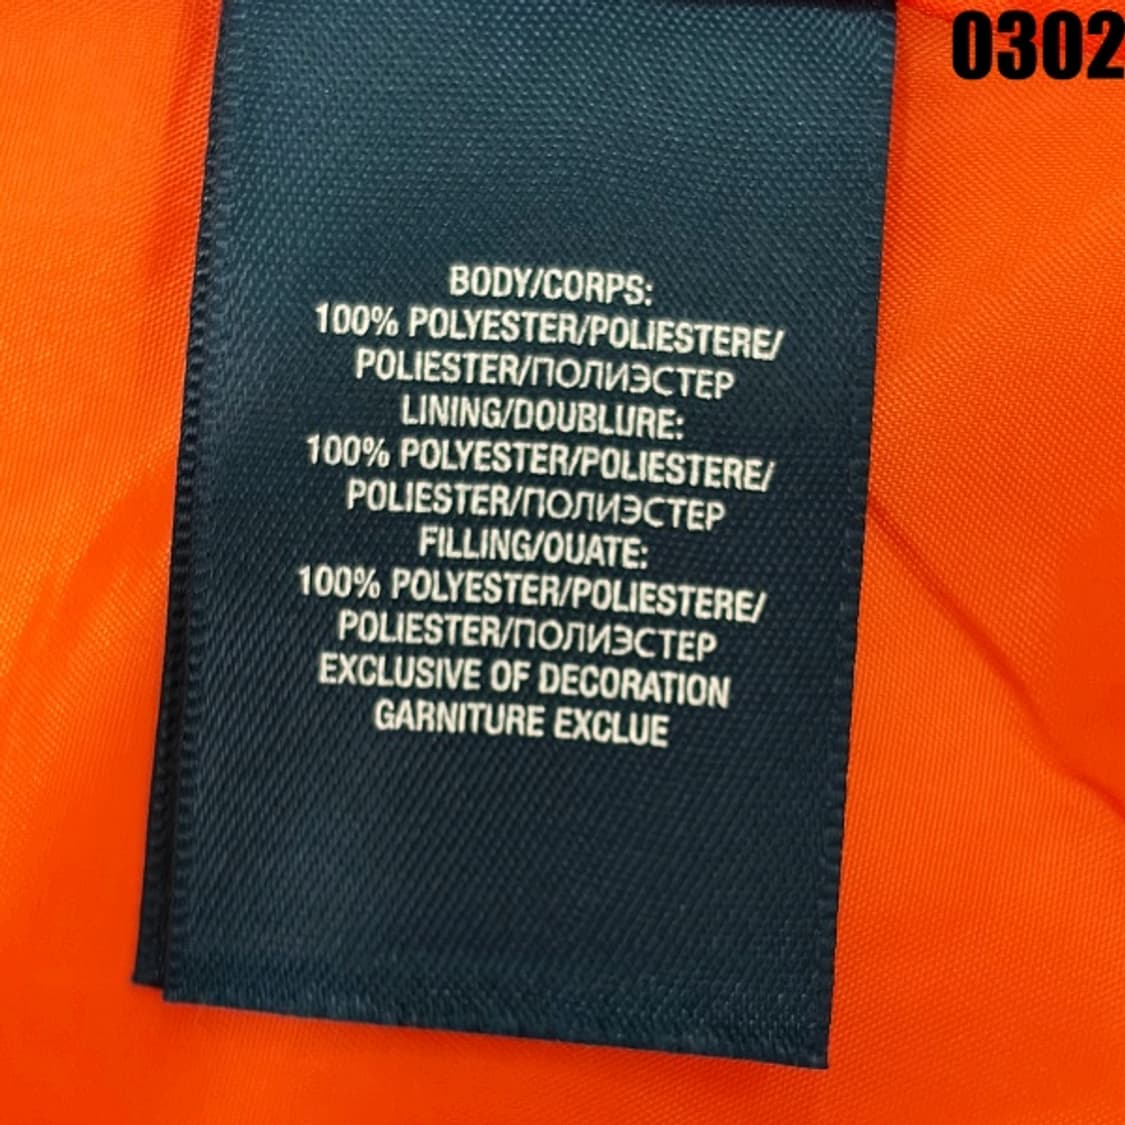 0302
BODY/CORPS:
100% POLYESTER/POLIESTERE/
POLIESTER/ПОЛИЭСТЕР
LINING/DOUBLURE:
100% POLYESTER/POLIESTERE/
POLIESTER/ПОЛИЭСТЕР
FILLING/OUATE:
100% POLYESTER/POLIESTERE/
POLIESTER/ПОЛИЭСТЕР
EXCLUSIVE OF DECORATION
GARNITURE EXCLUE